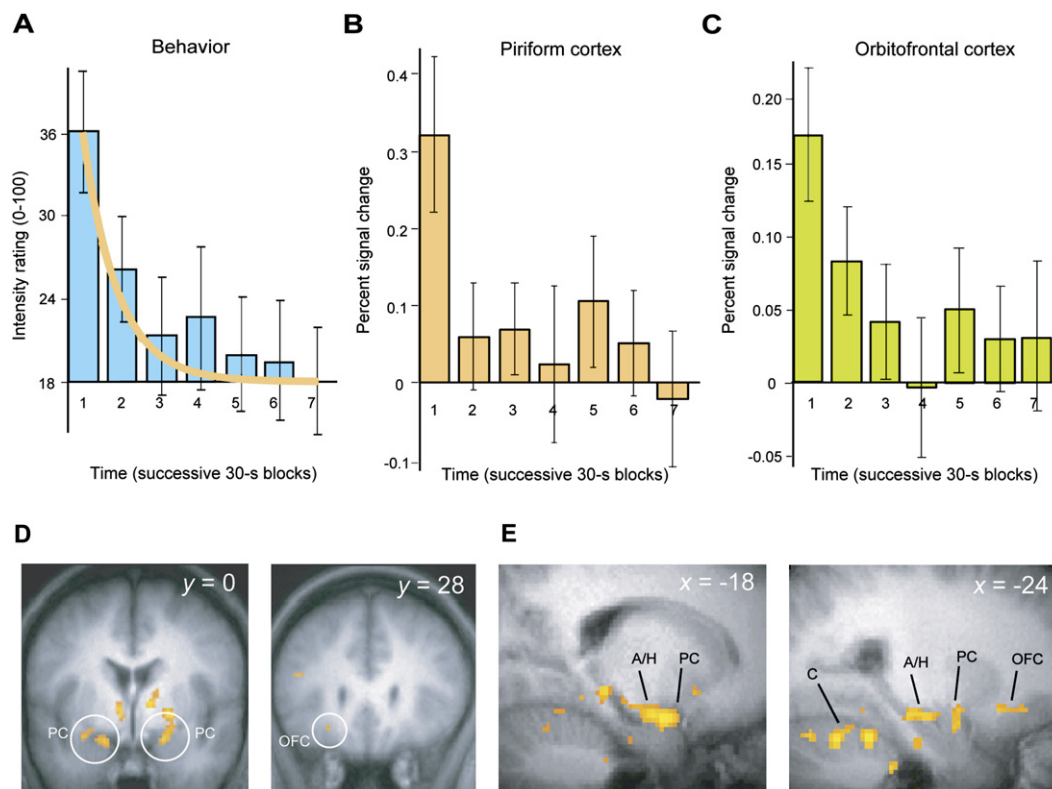 A
Behavior
Intensity rating (0-100)
36
30
24
18
1 2 3 4 5 6 7
Time (successive 30-s blocks)
B
Piriform cortex
Percent signal change
0.4
0.3
0.2
0.1
0
-0.1
1 2 3 4 5 6 7
Time (successive 30-s blocks)
C
Orbitofrontal cortex
Percent signal change
0.20
0.15
0.10
0.05
0
-0.05
1 2 3 4 5 6 7
Time (successive 30-s blocks)
D
y = 0
PC
PC
y = 28
OFC
E
x = -18
A/H PC
x = -24
C
A/H
PC
OFC